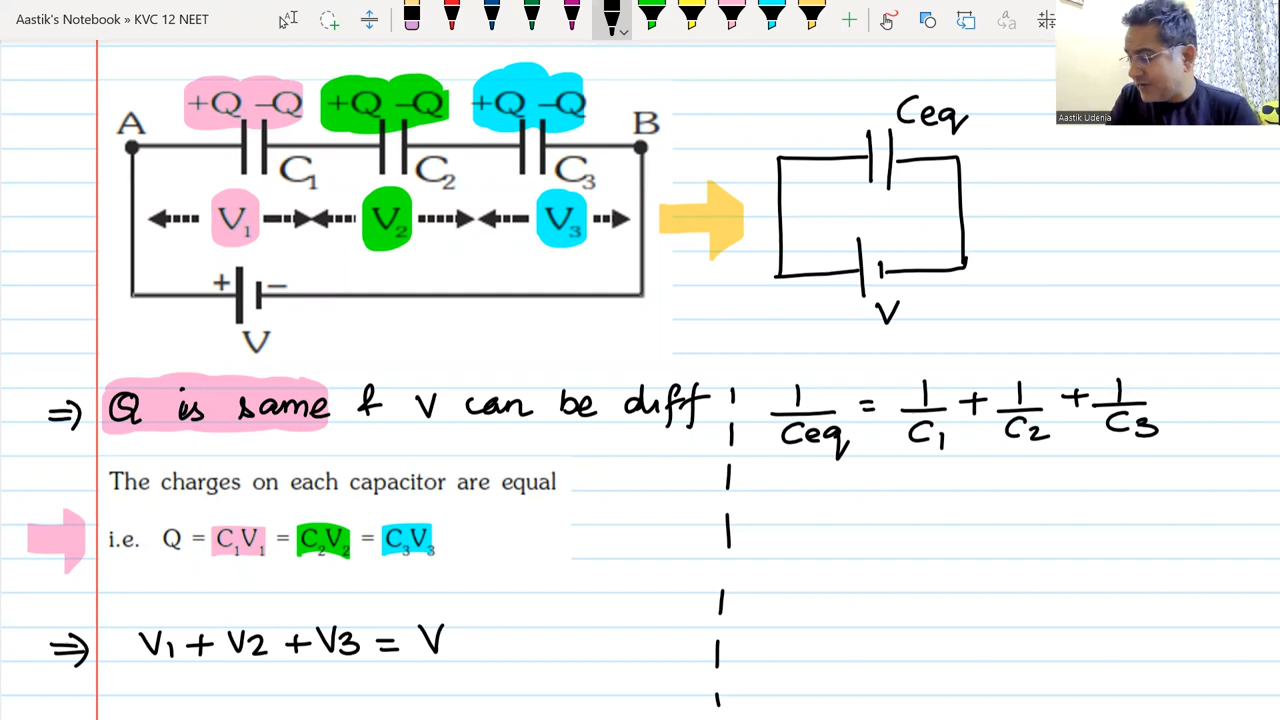 Aastik's Notebook » KVC 12 NEET
Aastik Udenia
+Q –Q +Q –Q +Q –Q
A B
C₁ C₂ C₃
V₁ V₂ V₃
+ –
V
Ceq
V
⇒ Q is same & V can be diff
1/Ceq = 1/C₁ + 1/C₂ + 1/C₃
The charges on each capacitor are equal
i.e. Q = C₁V₁ = C₂V₂ = C₃V₃
⇒ V₁ + V₂ + V₃ = V